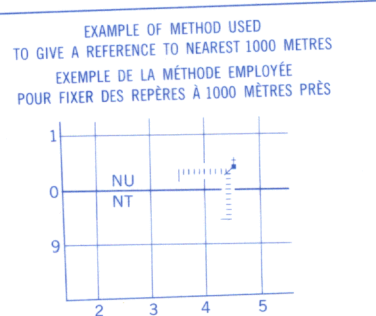 EXAMPLE OF METHOD USED
TO GIVE A REFERENCE TO NEAREST 1000 METRES
EXEMPLE DE LA MÉTHODE EMPLOYÉE
POUR FIXER DES REPÈRES À 1000 MÈTRES PRÈS
1
NU
0
NT
9
2 3 4 5